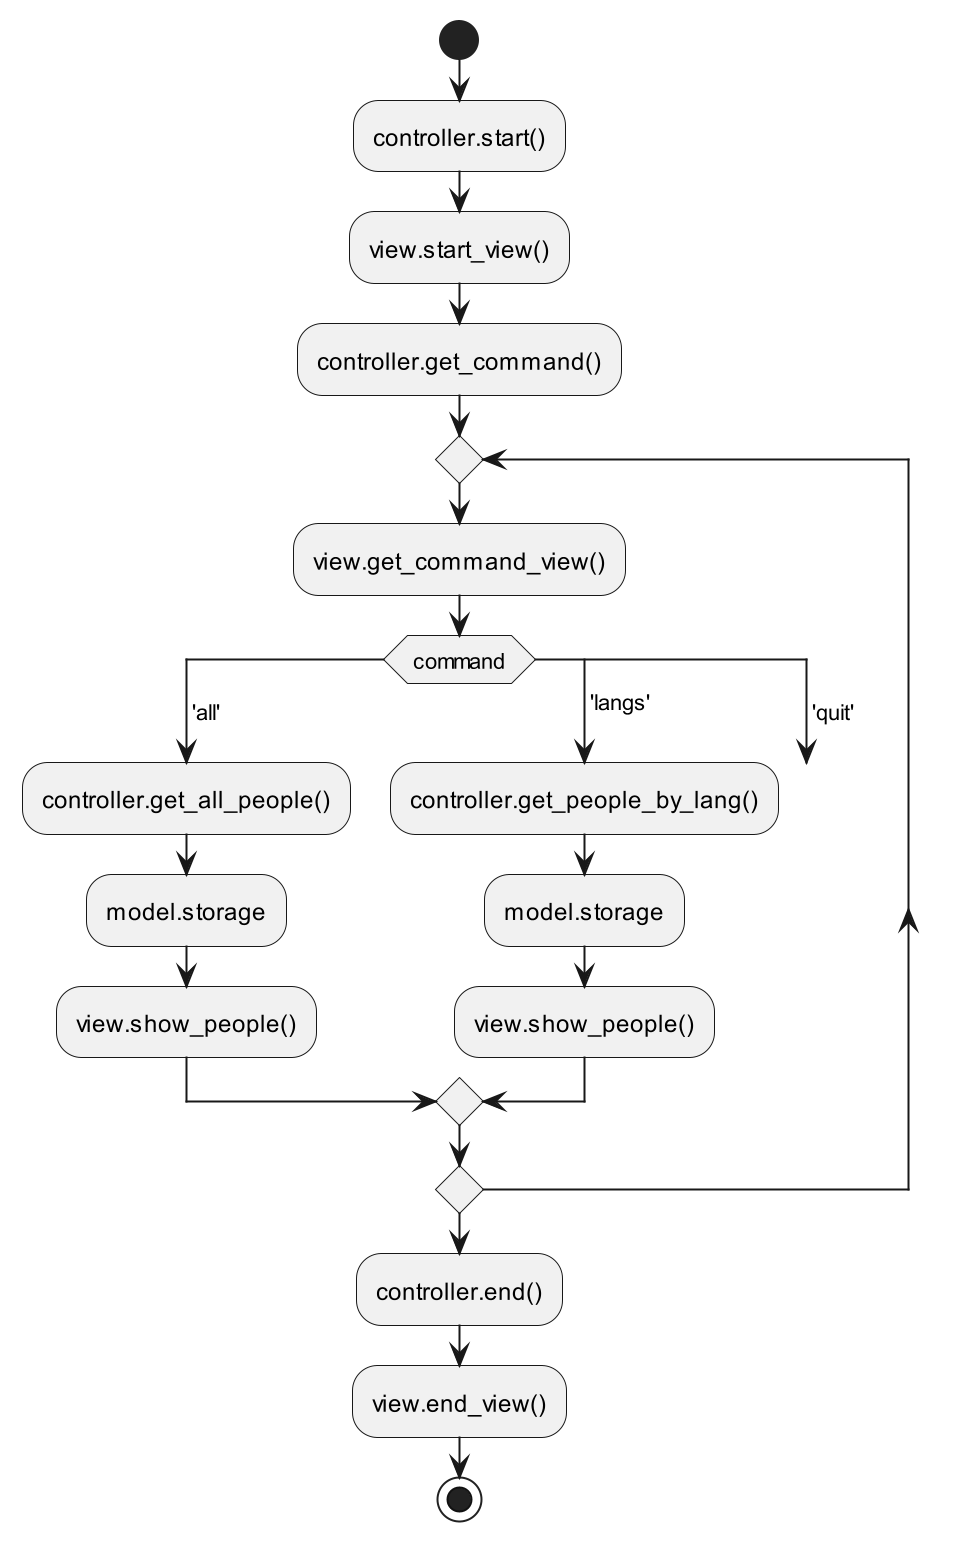 controller.start()
view.start_view()
controller.get_command()
view.get_command_view()
command
'all'
'langs'
'quit'
controller.get_all_people()
controller.get_people_by_lang()
model.storage
model.storage
view.show_people()
view.show_people()
controller.end()
view.end_view()